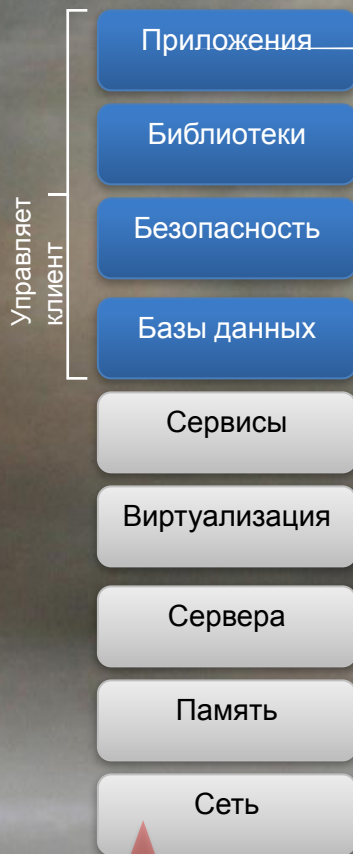 Приложения
Библиотеки
Безопасность
Базы данных
Управляет
клиент
Сервисы
Виртуализация
Сервера
Память
Сеть